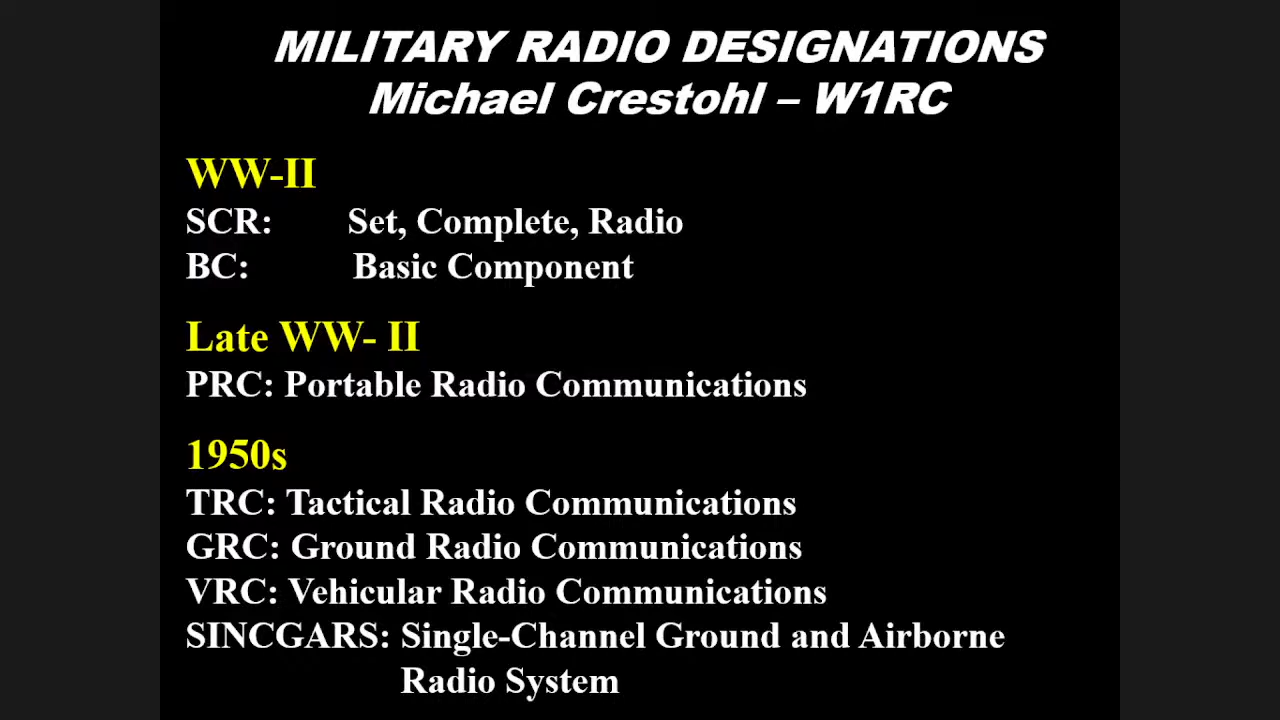 MILITARY RADIO DESIGNATIONS
Michael Crestohl – W1RC
WW-II
SCR: Set, Complete, Radio
BC: Basic Component
Late WW- II
PRC: Portable Radio Communications
1950s
TRC: Tactical Radio Communications
GRC: Ground Radio Communications
VRC: Vehicular Radio Communications
SINCGARS: Single-Channel Ground and Airborne
Radio System